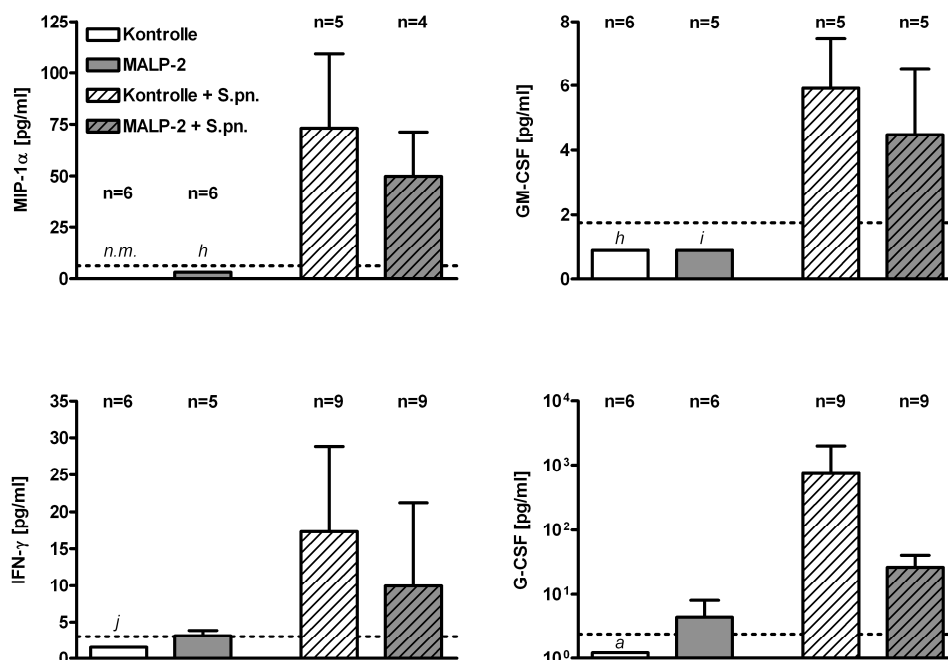 MIP-1α [pg/ml]
125
100
75
50
25
0
Kontrolle
MALP-2
Kontrolle + S.pn.
MALP-2 + S.pn.
n=6
n=6
n=5
n=4
n.m.
h
GM-CSF [pg/ml]
8
6
4
2
0
n=6
n=5
n=5
n=5
h
i
IFN-γ [pg/ml]
35
30
25
20
15
10
5
0
n=6
n=5
n=9
n=9
j
G-CSF [pg/ml]
10⁴
10³
10²
10¹
10⁰
n=6
n=6
n=9
n=9
a